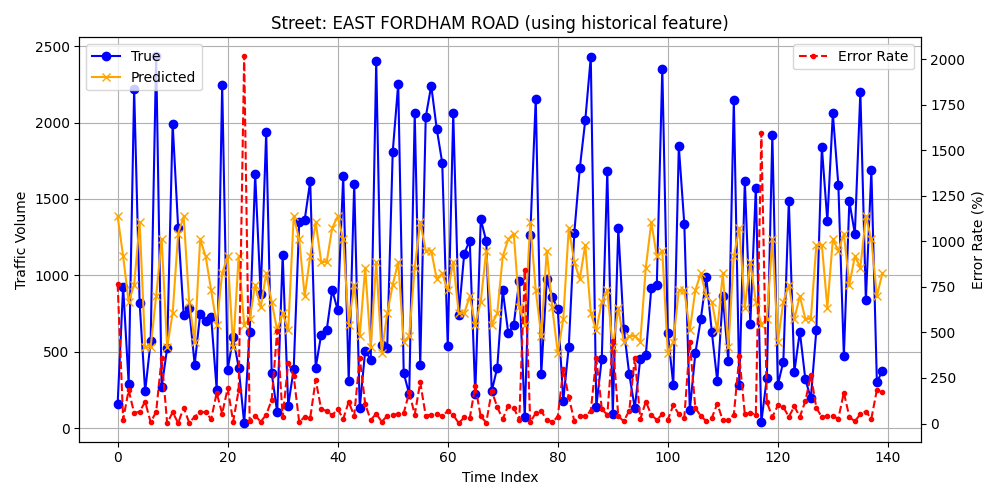 Street: EAST FORDHAM ROAD (using historical feature)
True
Predicted
Error Rate
2500
2000
1500
1000
500
0
Traffic Volume
2000
1750
1500
1250
1000
750
500
250
0
Error Rate (%)
0 20 40 60 80 100 120 140
Time Index